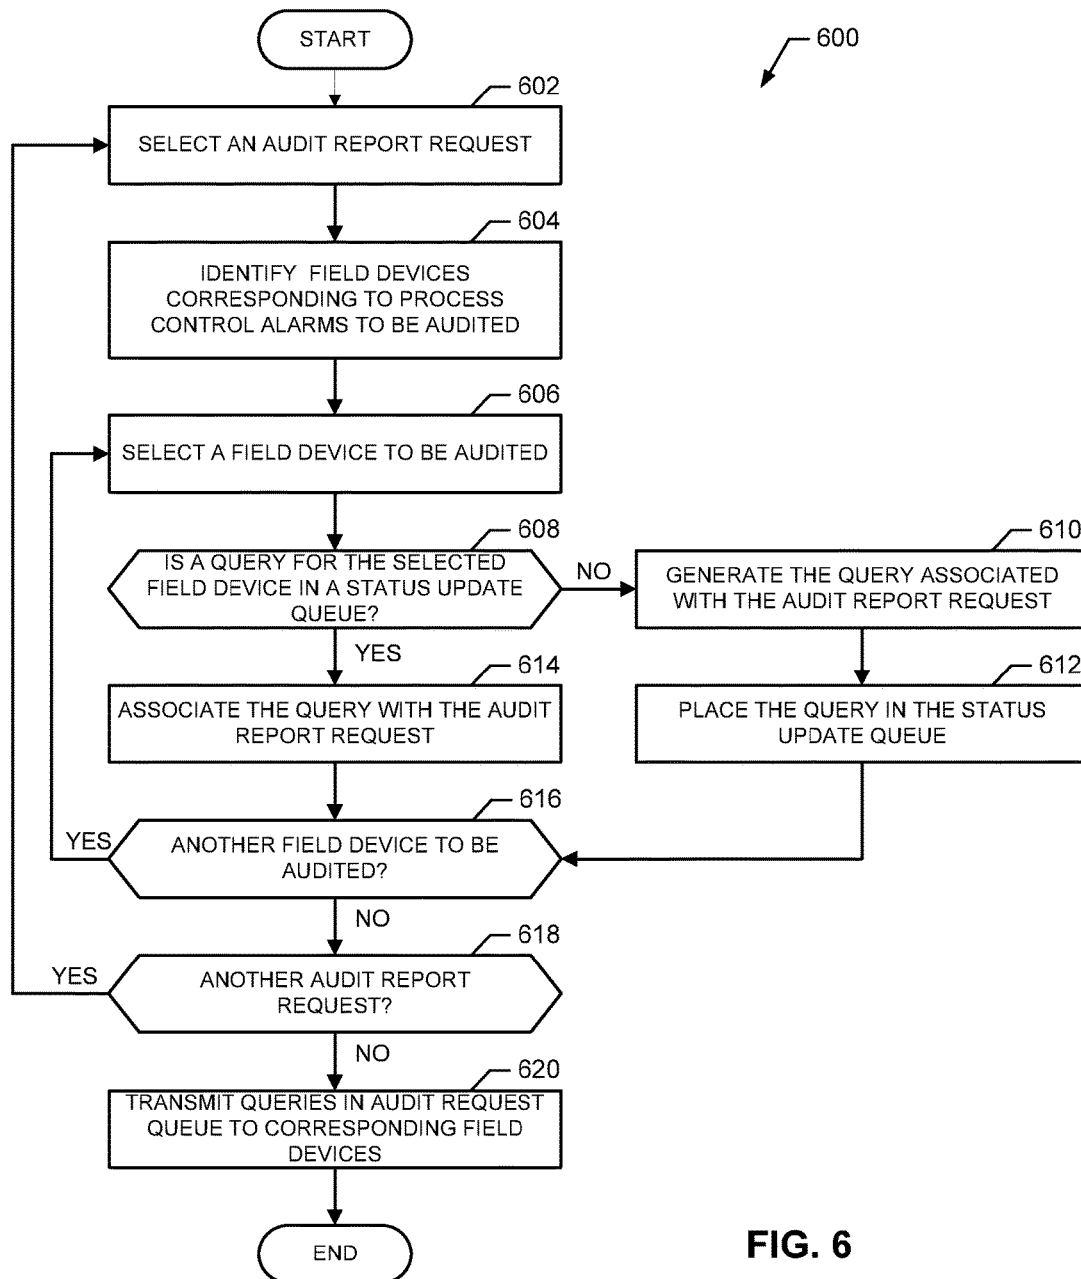 START
600
602
SELECT AN AUDIT REPORT REQUEST
604
IDENTIFY FIELD DEVICES
CORRESPONDING TO PROCESS
CONTROL ALARMS TO BE AUDITED
606
SELECT A FIELD DEVICE TO BE AUDITED
608
IS A QUERY FOR THE SELECTED
FIELD DEVICE IN A STATUS UPDATE
QUEUE?
NO
610
GENERATE THE QUERY ASSOCIATED
WITH THE AUDIT REPORT REQUEST
YES
614
ASSOCIATE THE QUERY WITH THE AUDIT
REPORT REQUEST
612
PLACE THE QUERY IN THE STATUS
UPDATE QUEUE
616
YES
ANOTHER FIELD DEVICE TO BE
AUDITED?
NO
618
YES
ANOTHER AUDIT REPORT
REQUEST?
NO
620
TRANSMIT QUERIES IN AUDIT REQUEST
QUEUE TO CORRESPONDING FIELD
DEVICES
END
FIG. 6